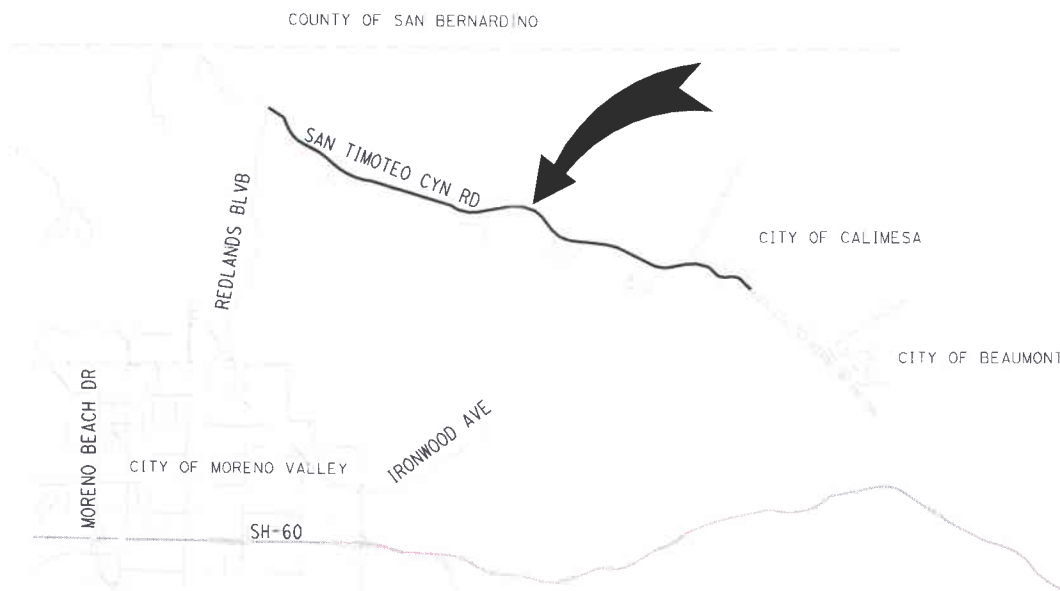 COUNTY OF SAN BERNARDINO
SAN TIMOTEO CYN RD
REDLANDS BLVB
CITY OF CALIMESA
CITY OF BEAUMONT
MORENO BEACH DR
CITY OF MORENO VALLEY
IRONWOOD AVE
SH-60